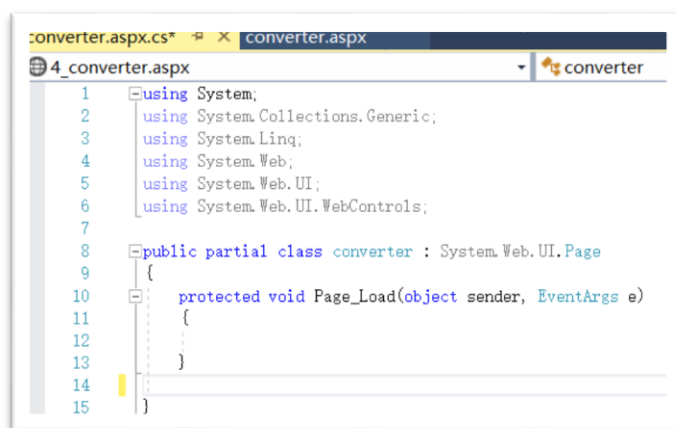 converter.aspx.cs* converter.aspx
4_converter.aspx converter
1 using System;
2 using System.Collections.Generic;
3 using System.Linq;
4 using System.Web;
5 using System.Web.UI;
6 using System.Web.UI.WebControls;
7
8 public partial class converter : System.Web.UI.Page
9 {
10 protected void Page_Load(object sender, EventArgs e)
11 {
12
13 }
14
15 }